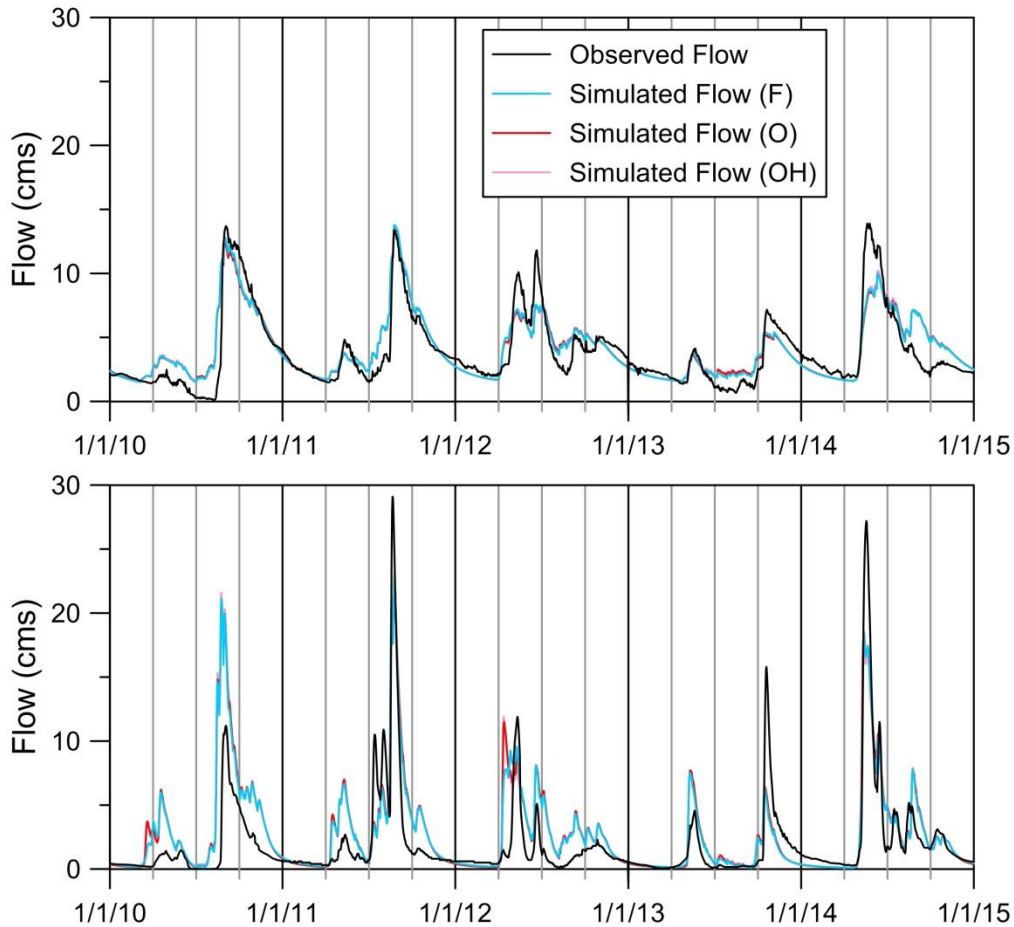 30
20
10
0
Flow (cms)
Observed Flow
Simulated Flow (F)
Simulated Flow (O)
Simulated Flow (OH)
1/1/10 1/1/11 1/1/12 1/1/13 1/1/14 1/1/15
30
20
10
0
Flow (cms)
1/1/10 1/1/11 1/1/12 1/1/13 1/1/14 1/1/15